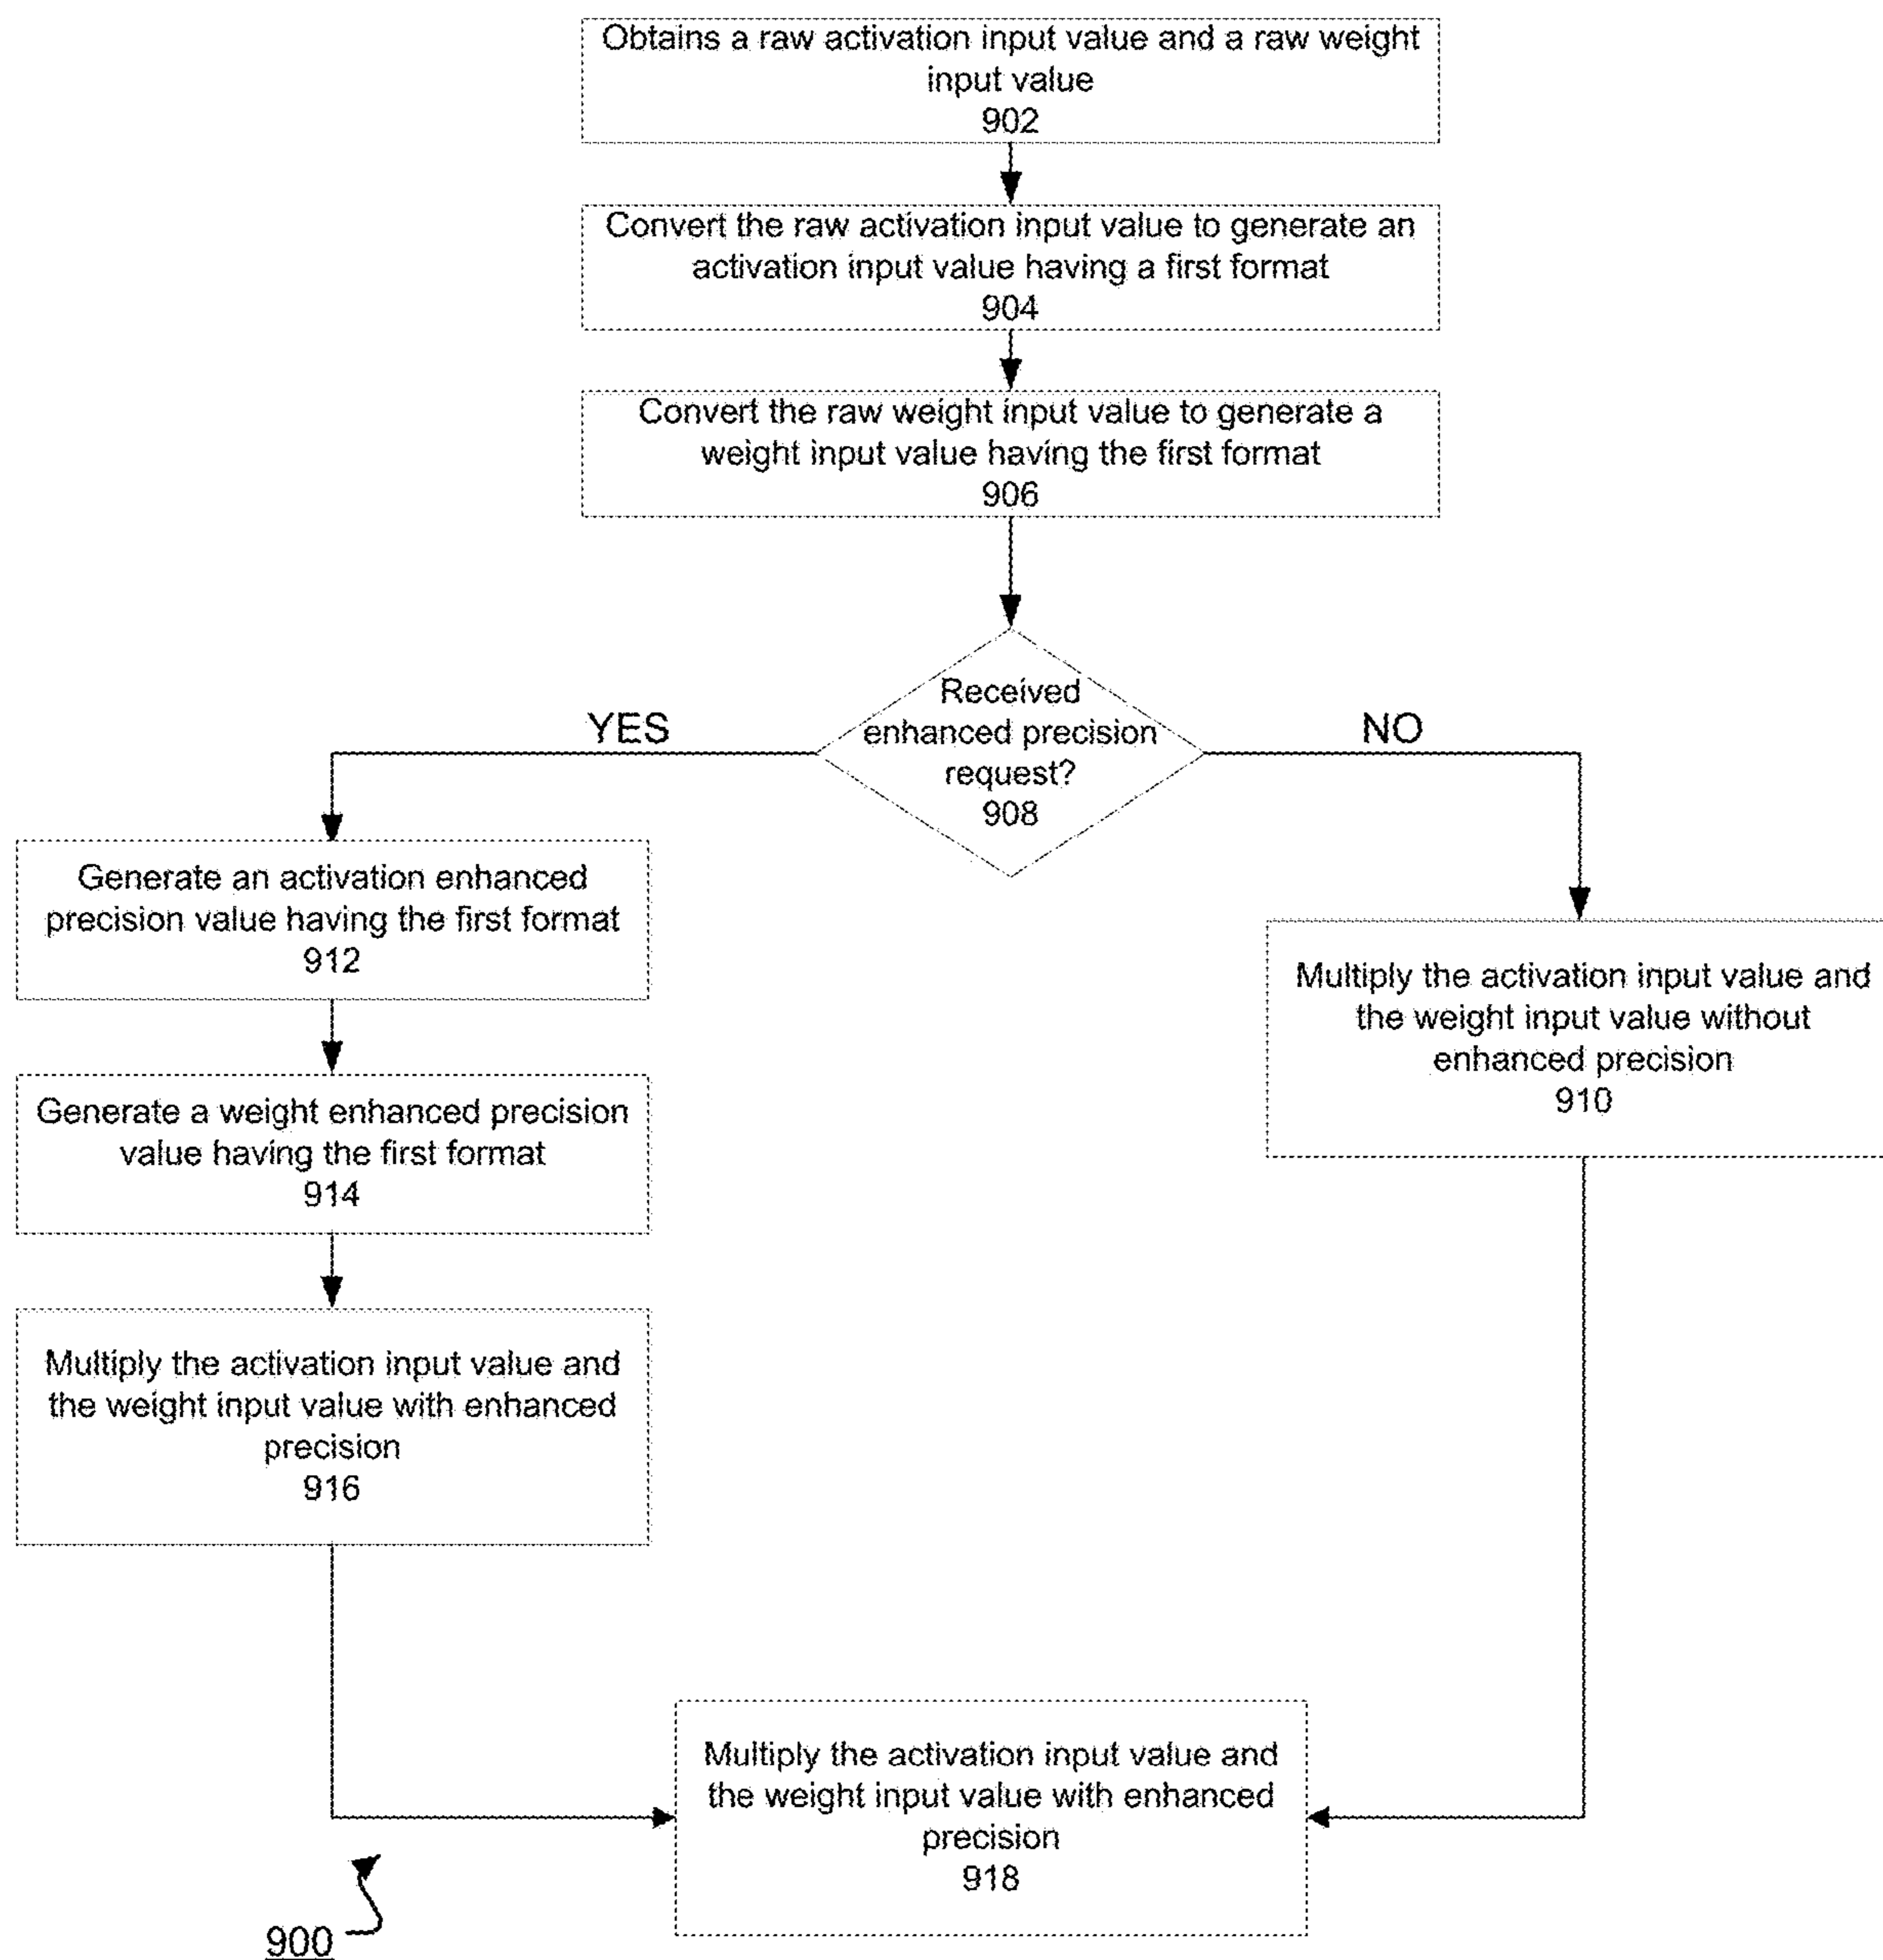 Obtains a raw activation input value and a raw weight
input value
902
Convert the raw activation input value to generate an
activation input value having a first format
904
Convert the raw weight input value to generate a
weight input value having the first format
906
Received
enhanced precision
request?
908
YES
NO
Generate an activation enhanced
precision value having the first format
912
Generate a weight enhanced precision
value having the first format
914
Multiply the activation input value and
the weight input value with enhanced
precision
916
Multiply the activation input value and
the weight input value without
enhanced precision
910
Multiply the activation input value and
the weight input value with enhanced
precision
918
900